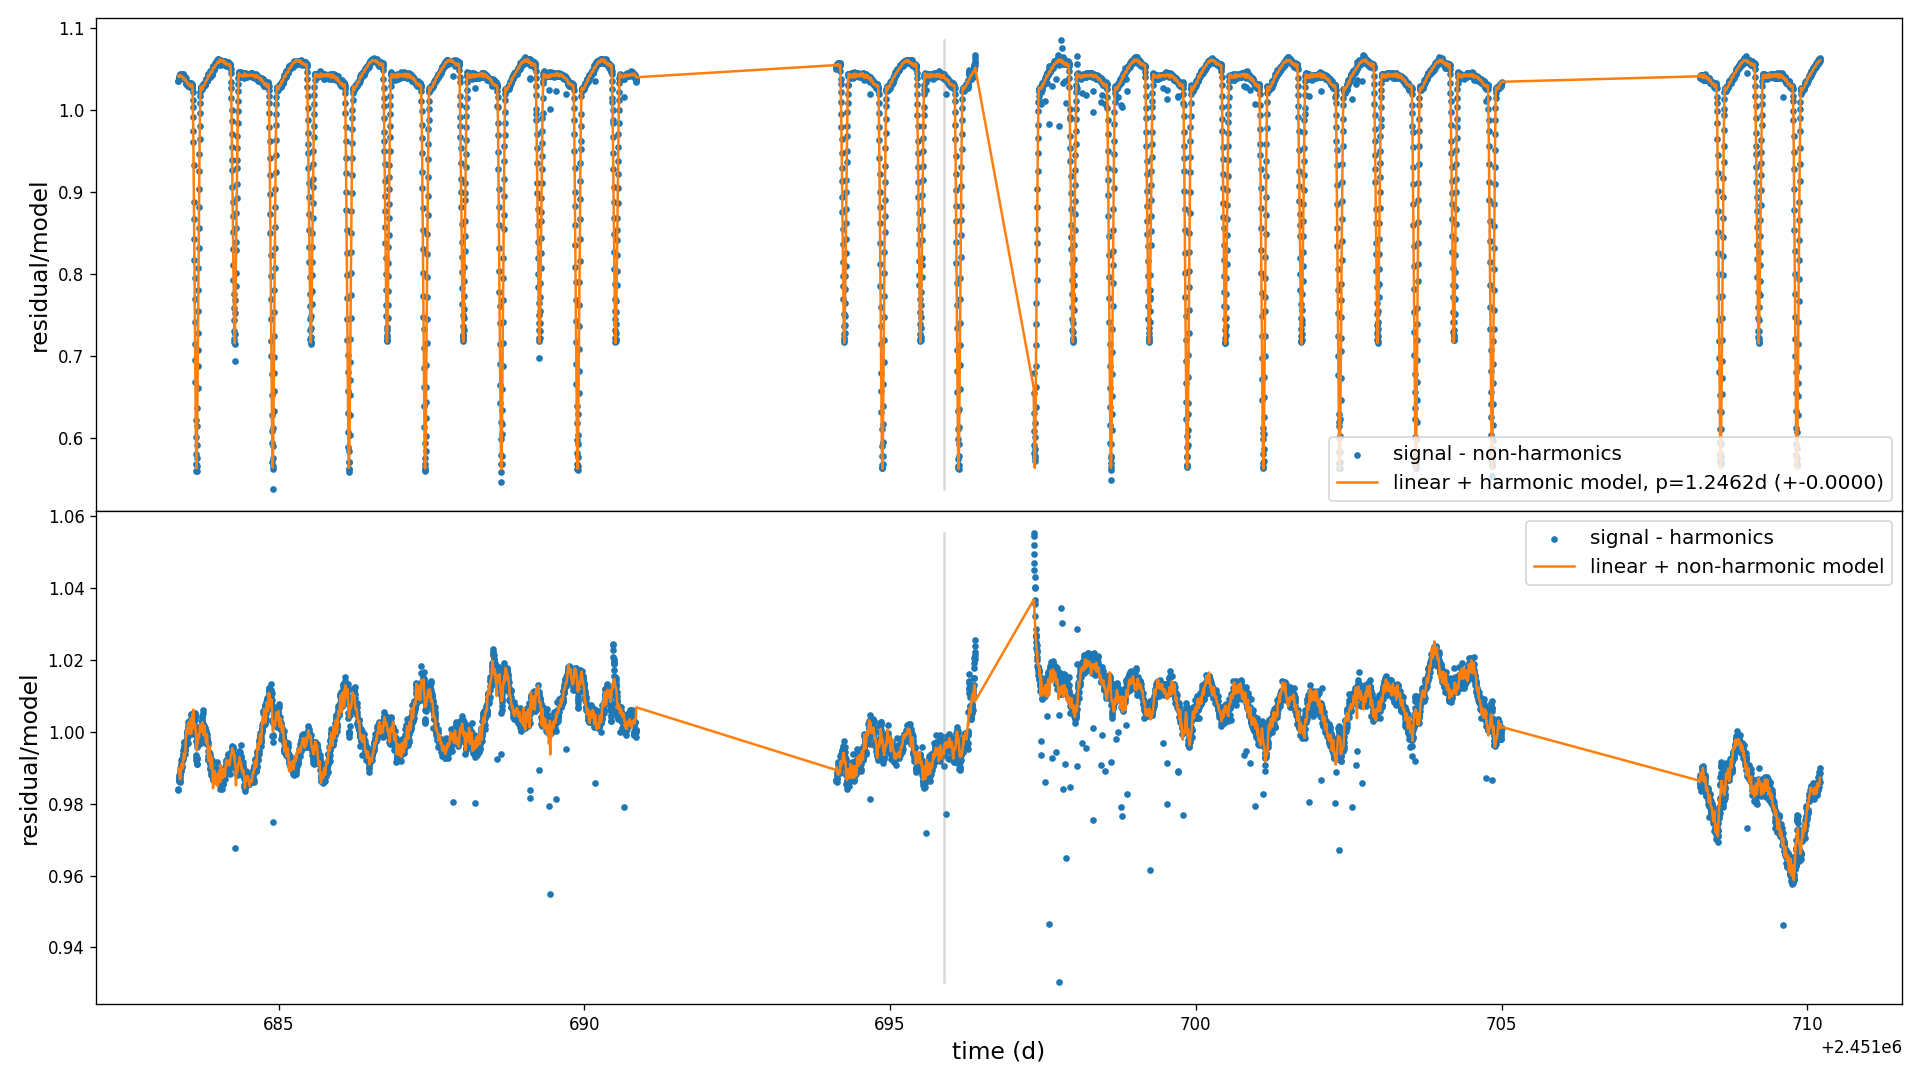 1.1
1.0
0.9
0.8
0.7
0.6
residual/model
signal - non-harmonics
linear + harmonic model, p=1.2462d (+-0.0000)
1.06
1.04
1.02
1.00
0.98
0.96
0.94
residual/model
signal - harmonics
linear + non-harmonic model
685
690
695
700
705
710
time (d)
+2.451e6